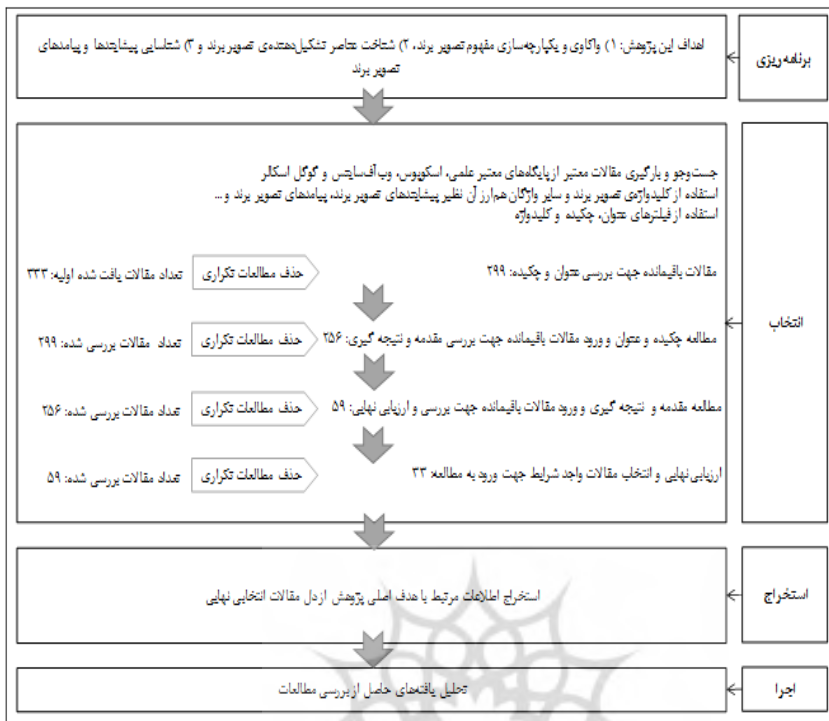 برنامه‌ریزی
اهداف این پژوهش: ۱) واکاوی و یکپارچه‌سازی مفهوم تصویر برند، ۲) شناخت عناصر تشکیل‌دهنده‌ی تصویر برند و ۳) شناسایی پیشایندها و پیامدهای
تصویر برند
انتخاب
جست‌وجو و بارگیری مقالات معتبر از پایگاه‌های معتبر علمی، اسکوپوس، وب‌آف‌ساینس و گوگل اسکالر
استفاده از کلیدواژه‌ی تصویر برند و سایر واژگان هم‌ارز آن نظیر پیشایندهای تصویر برند، پیامدهای تصویر برند و ...
استفاده از فیلترهای عنوان، چکیده و کلیدواژه
مقالات باقیمانده جهت بررسی عنوان و چکیده: ۲۹۹
حذف مطالعات تکراری
تعداد مقالات یافت شده اولیه: ۳۳۳
مطالعه چکیده و عنوان و ورود مقالات باقیمانده جهت بررسی مقدمه و نتیجه گیری: ۲۵۶
حذف مطالعات تکراری
تعداد مقالات بررسی شده: ۲۹۹
مطالعه مقدمه و نتیجه گیری و ورود مقالات باقیمانده جهت بررسی و ارزیابی نهایی: ۵۹
حذف مطالعات تکراری
تعداد مقالات بررسی شده: ۲۵۶
ارزیابی نهایی و انتخاب مقالات واجد شرایط جهت ورود به مطالعه: ۳۳
حذف مطالعات تکراری
تعداد مقالات بررسی شده: ۵۹
استخراج
استخراج اطلاعات مرتبط با هدف اصلی پژوهش از دل مقالات انتخابی نهایی
اجرا
تحلیل یافته‌های حاصل از بررسی مطالعات